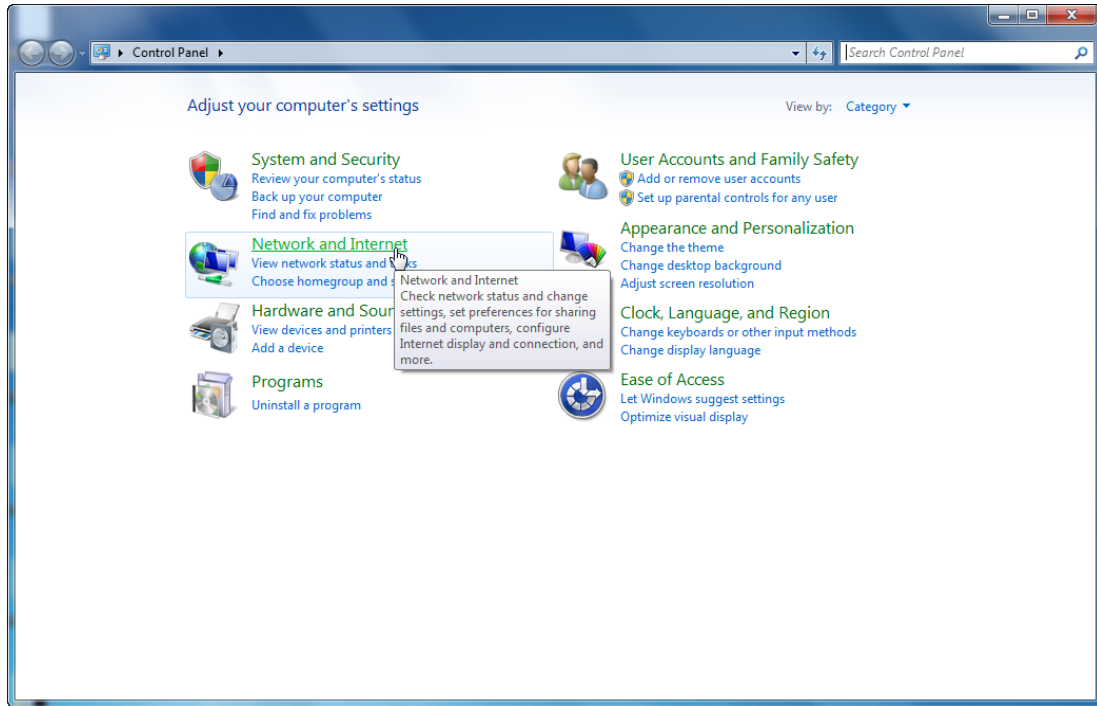 Control Panel
Search Control Panel
Adjust your computer's settings
View by: Category
System and Security
Review your computer's status
Back up your computer
Find and fix problems
Network and Internet
View network status and
Choose homegroup and
Hardware and
View devices and printers
Add a device
Programs
Uninstall a program
Network and Internet
Check network status and change
settings, set preferences for sharing
files and computers, configure
Internet display and connection, and
more.
User Accounts and Family Safety
Add or remove user accounts
Set up parental controls for any user
Appearance and Personalization
Change the theme
Change desktop background
Adjust screen resolution
Clock, Language, and Region
Change keyboards or other input methods
Change display language
Ease of Access
Let Windows suggest settings
Optimize visual display